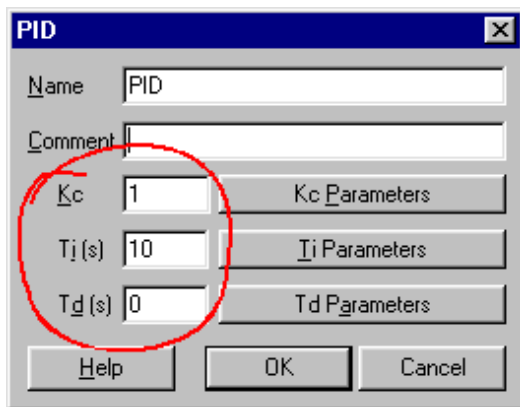 PID
Name PID
Comment
Kc 1 Kc Parameters
Ti (s) 10 Ti Parameters
Td (s) 0 Td Parameters
Help OK Cancel